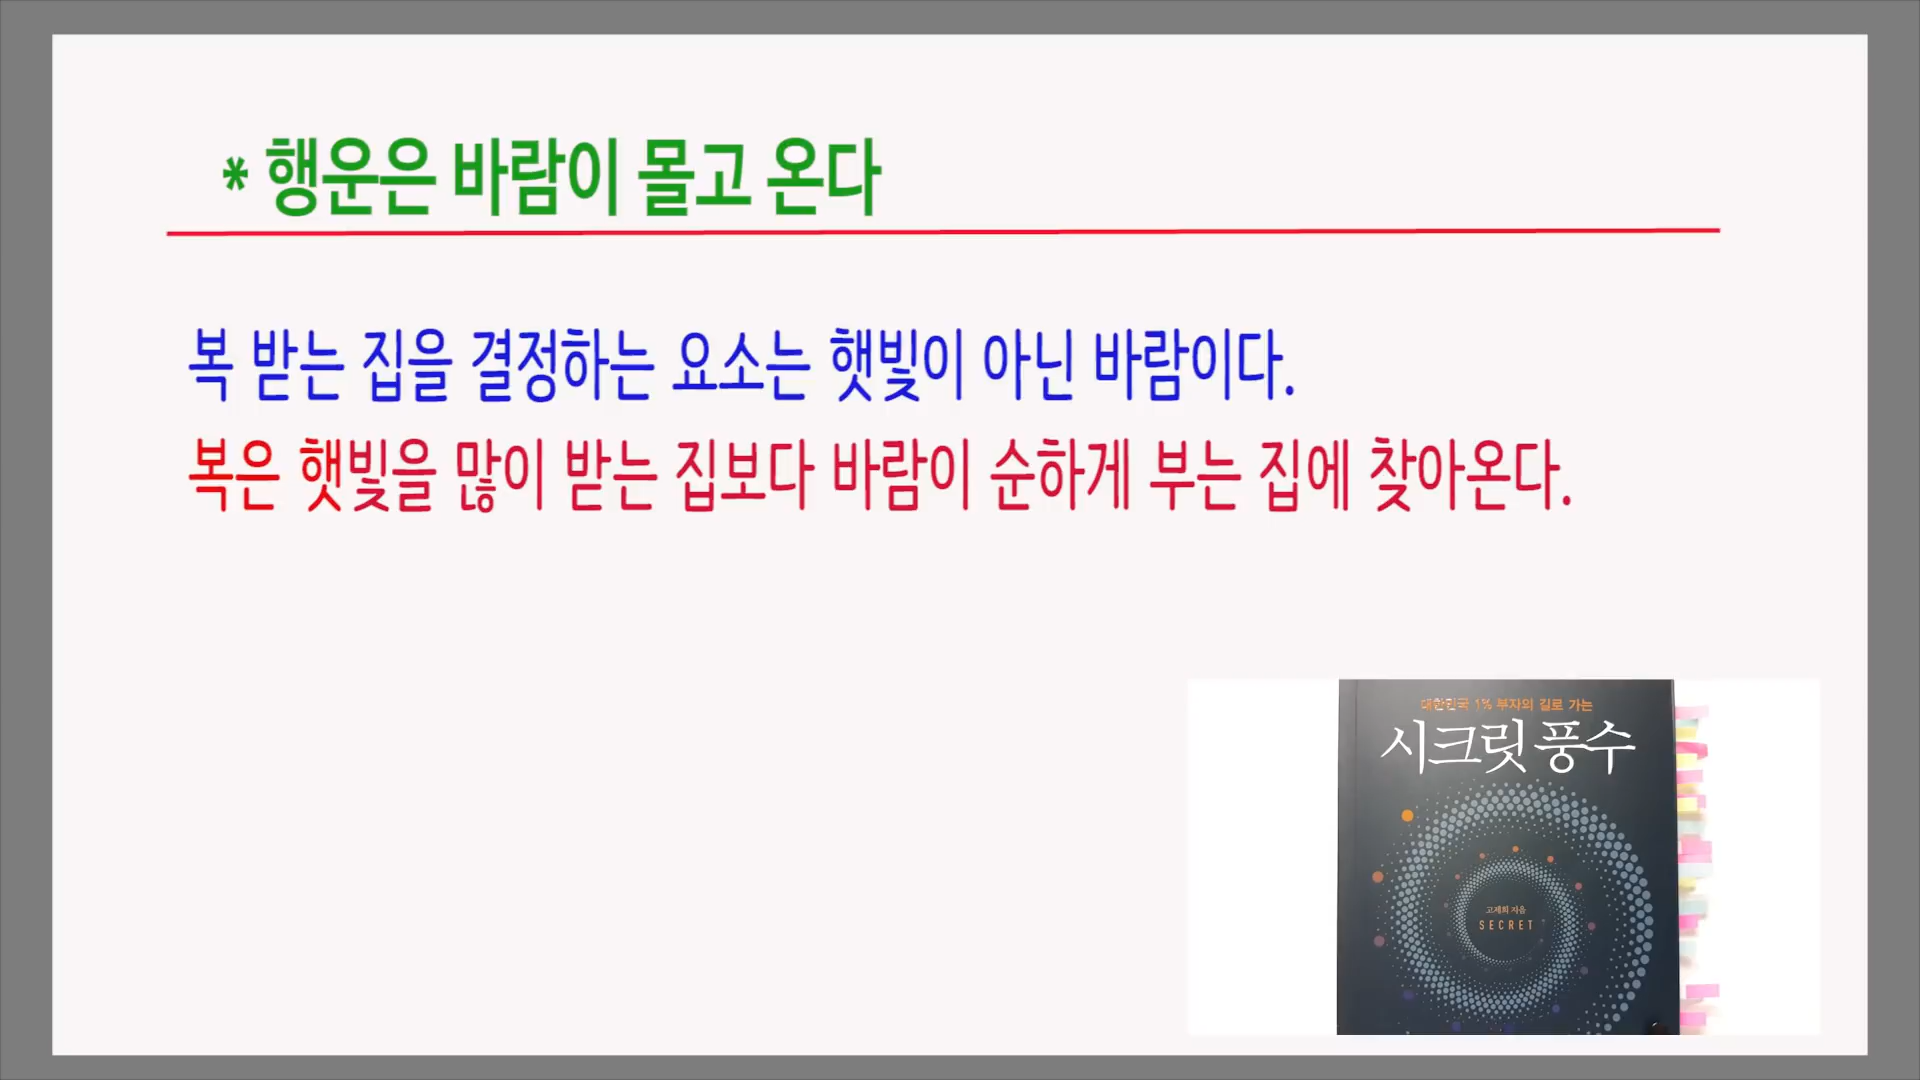 * 행운은 바람이 몰고 온다
복 받는 집을 결정하는 요소는 햇빛이 아닌 바람이다.
복은 햇빛을 많이 받는 집보다 바람이 순하게 부는 집에 찾아온다.
대한민국 1% 부자의 길로 가는
시크릿 풍수
고제희 지음
SECRET